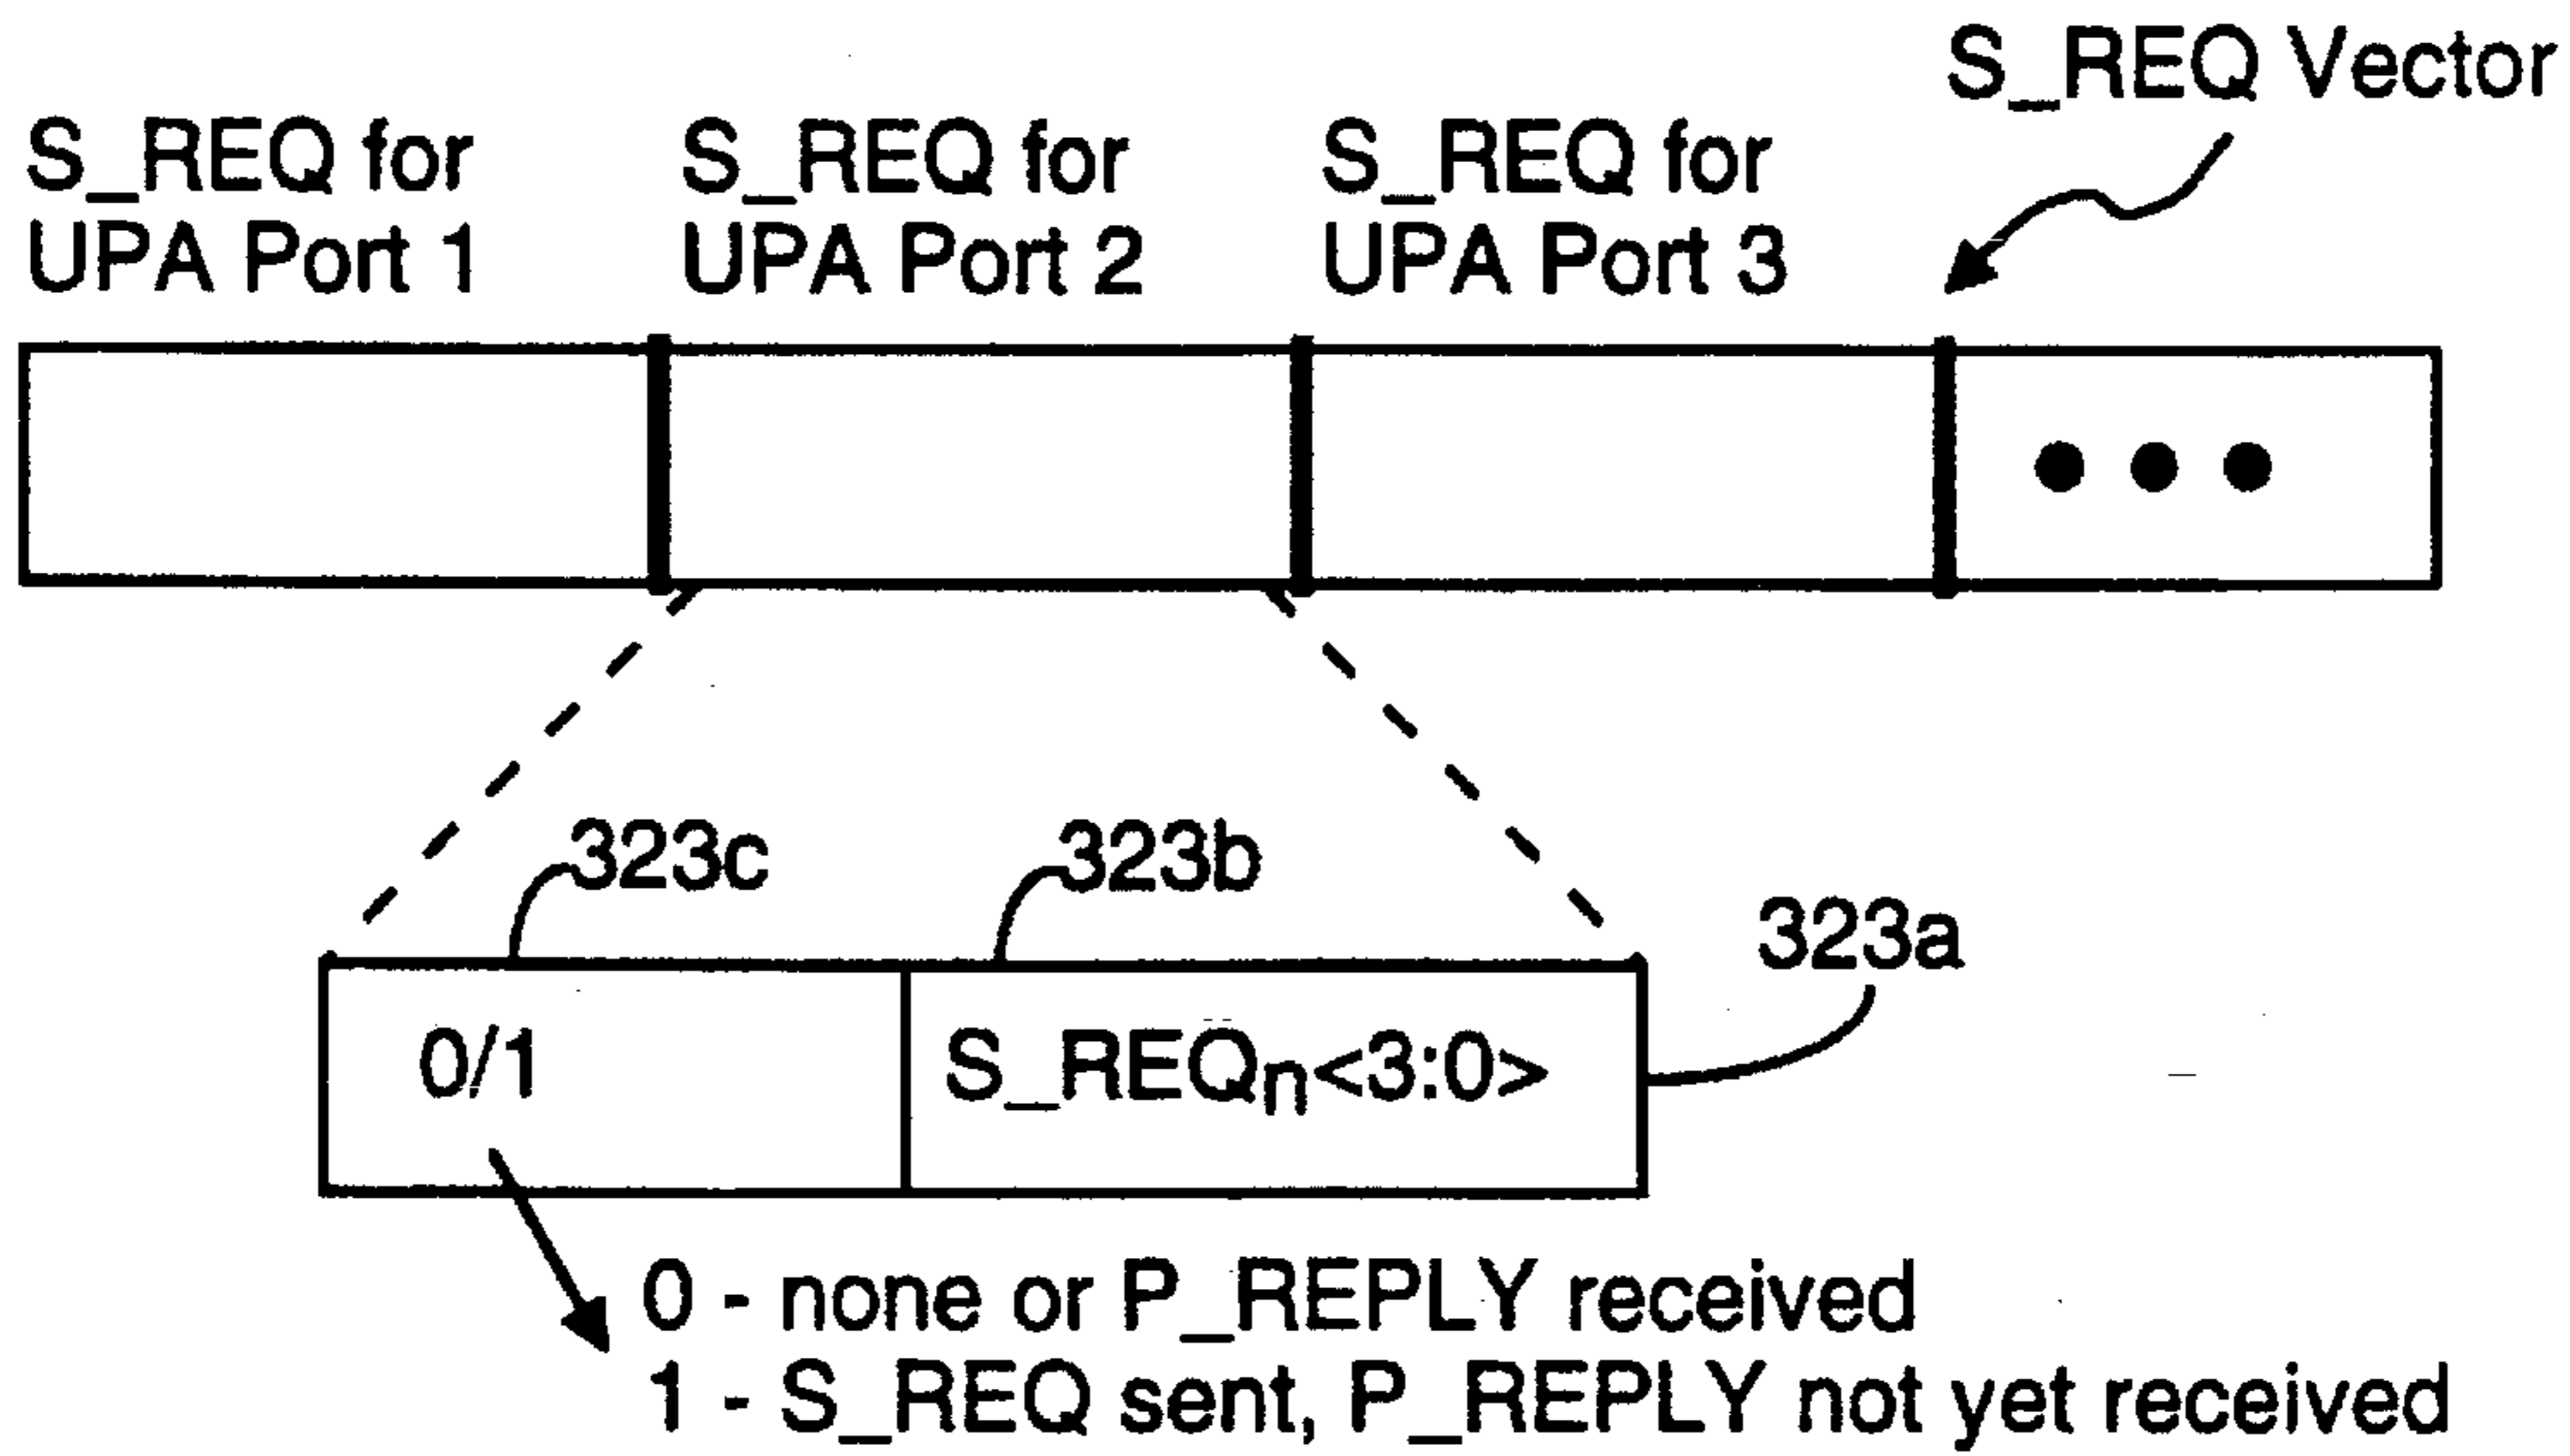 S_REQ Vector
S_REQ for
UPA Port 1
S_REQ for
UPA Port 2
S_REQ for
UPA Port 3
323c
323b
323a
0/1
S_REQn<3:0>
0 - none or P_REPLY received
1 - S_REQ sent, P_REPLY not yet received